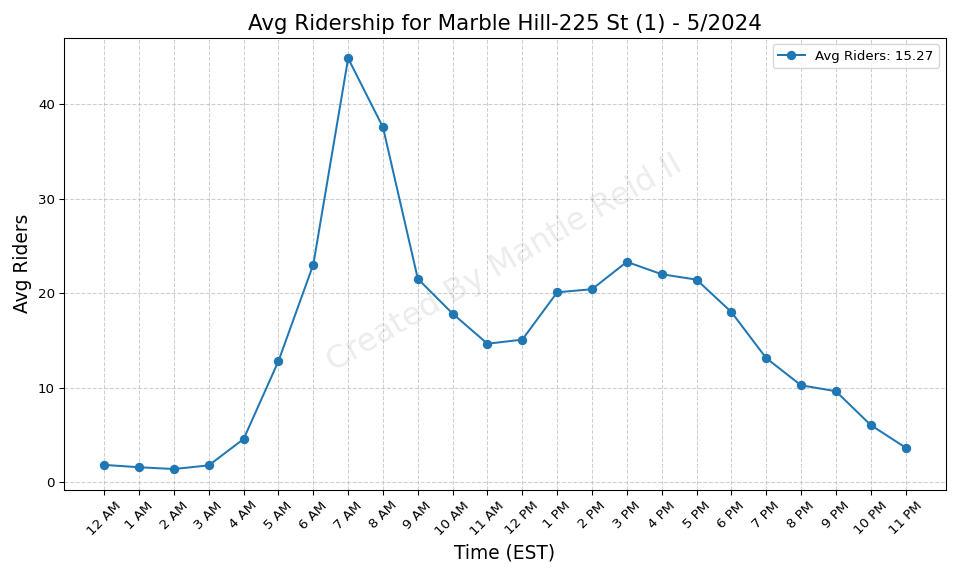 Avg Ridership for Marble Hill-225 St (1) - 5/2024
Avg Riders: 15.27
40
30
20
10
0
Avg Riders
Created By Mantie Reid II
12 AM
1 AM
2 AM
3 AM
4 AM
5 AM
6 AM
7 AM
8 AM
9 AM
10 AM
11 AM
12 PM
1 PM
2 PM
3 PM
4 PM
5 PM
6 PM
7 PM
8 PM
9 PM
10 PM
11 PM
Time (EST)